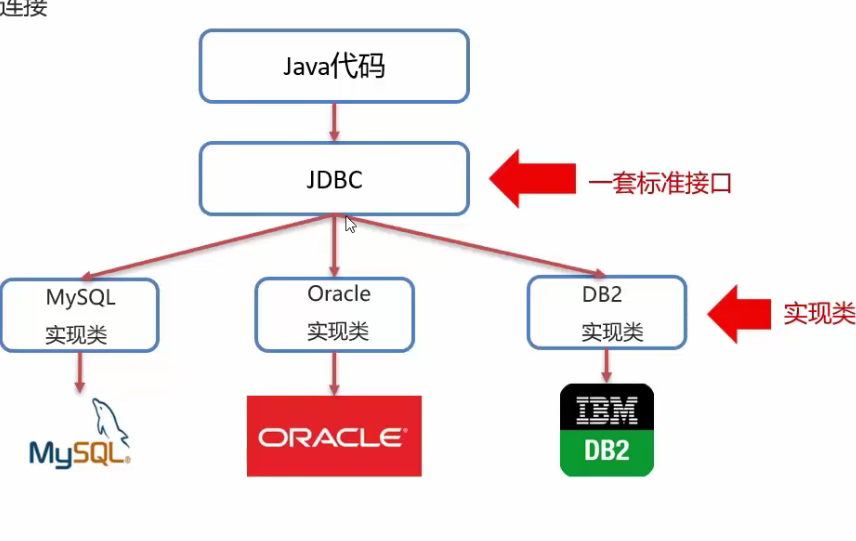 连接
Java代码
JDBC
一套标准接口
MySQL
实现类
Oracle
实现类
DB2
实现类
实现类
MySQL®
ORACLE®
IBM
DB2